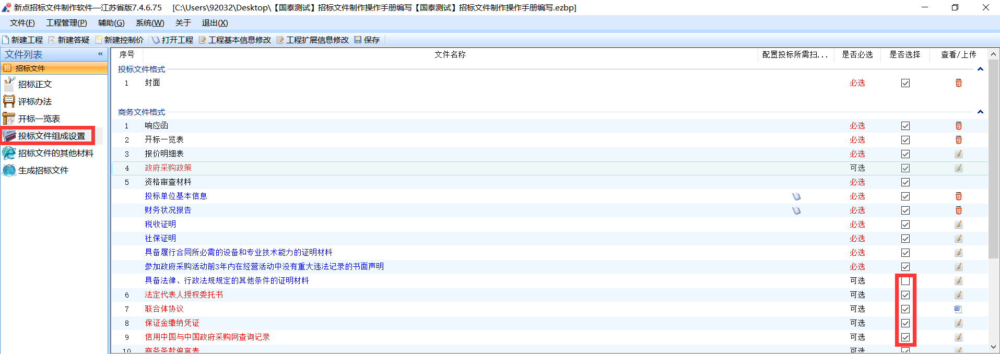 新点招标文件制作软件—江苏省版7.4.6.75 [C:\Users\92032\Desktop\【国泰测试】招标文件制作操作手册编写【国泰测试】招标文件制作操作手册编写.ezbp]
文件(F) 工程管理(P) 辅助(G) 系统(W) 关于 退出(X)
新建工程 新建答疑 新建控制价 打开工程 工程基本信息修改 工程扩展信息修改 保存
文件列表 «
招 招标文件
招标正文
评标办法
开标一览表
投标文件组成设置
招标文件的其他材料
生成招标文件
序号 文件名称 配置投标所需扫... 是否必选 是否选择 查看/上传
投标文件格式
1 封面 必选
商务文件格式
1 响应函 必选
2 开标一览表 必选
3 报价明细表 必选
4 政府采购政策 可选
5 资格审查材料 必选
投标单位基本信息 必选
财务状况报告 必选
税收证明 必选
社保证明 必选
具备履行合同所必需的设备和专业技术能力的证明材料 必选
参加政府采购活动前3年内在经营活动中没有重大违法记录的书面声明 必选
具备法律、行政法规规定的其他条件的证明材料 可选
6 法定代表人授权委托书 可选
7 联合体协议 可选
8 保证金缴纳凭证 可选
9 信用中国与中国政府采购网查询记录 可选
10 商务条款偏离表 可选